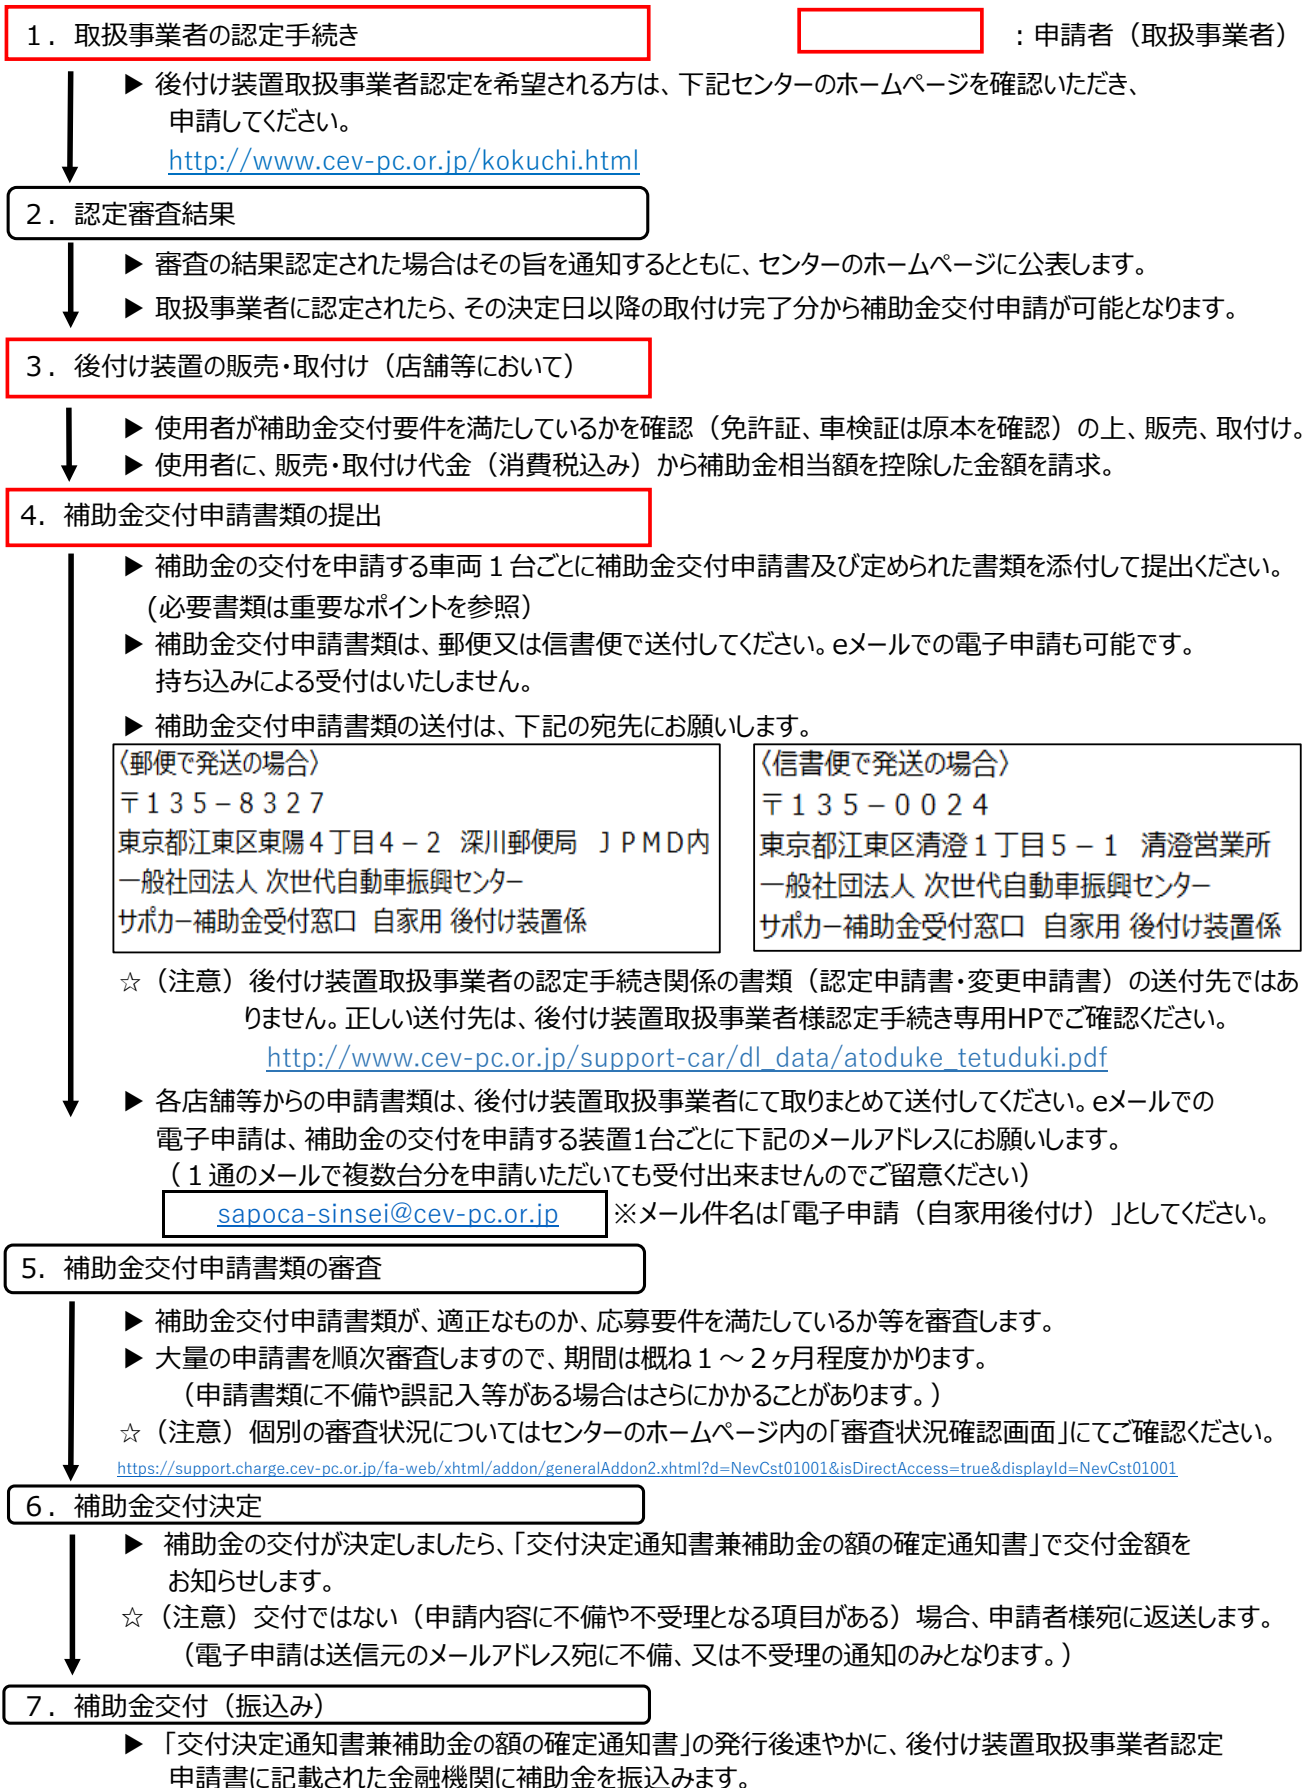 １．取扱事業者の認定手続き
：申請者（取扱事業者）
▶ 後付け装置取扱事業者認定を希望される方は、下記センターのホームページを確認いただき、
申請してください。
http://www.cev-pc.or.jp/kokuchi.html
２．認定審査結果
▶ 審査の結果認定された場合はその旨を通知するとともに、センターのホームページに公表します。
▶ 取扱事業者に認定されたら、その決定日以降の取付け完了分から補助金交付申請が可能となります。
３．後付け装置の販売・取付け（店舗等において）
▶ 使用者が補助金交付要件を満たしているかを確認（免許証、車検証は原本を確認）の上、販売、取付け。
▶ 使用者に、販売・取付け代金（消費税込み）から補助金相当額を控除した金額を請求。
4．補助金交付申請書類の提出
▶ 補助金の交付を申請する車両１台ごとに補助金交付申請書及び定められた書類を添付して提出ください。
(必要書類は重要なポイントを参照）
▶ 補助金交付申請書類は、郵便又は信書便で送付してください。eメールでの電子申請も可能です。
持ち込みによる受付はいたしません。
▶ 補助金交付申請書類の送付は、下記の宛先にお願いします。
〈郵便で発送の場合〉
〒１３５－８３２７
東京都江東区東陽４丁目４－２　深川郵便局　ＪＰＭＤ内
一般社団法人 次世代自動車振興センター
サポカー補助金受付窓口　自家用 後付け装置係
〈信書便で発送の場合〉
〒１３５－００２４
東京都江東区清澄１丁目５－１　清澄営業所
一般社団法人 次世代自動車振興センター
サポカー補助金受付窓口　自家用 後付け装置係
☆（注意）後付け装置取扱事業者の認定手続き関係の書類（認定申請書・変更申請書）の送付先ではあ
りません。正しい送付先は、後付け装置取扱事業者様認定手続き専用HPでご確認ください。
http://www.cev-pc.or.jp/support-car/dl_data/atoduke_tetuduki.pdf
▶ 各店舗等からの申請書類は、後付け装置取扱事業者にて取りまとめて送付してください。eメールでの
電子申請は、補助金の交付を申請する装置1台ごとに下記のメールアドレスにお願いします。
（１通のメールで複数台分を申請いただいても受付出来ませんのでご留意ください）
sapoca-sinsei@cev-pc.or.jp ※メール件名は「電子申請（自家用後付け）」としてください。
5．補助金交付申請書類の審査
▶ 補助金交付申請書類が、適正なものか、応募要件を満たしているか等を審査します。
▶ 大量の申請書を順次審査しますので、期間は概ね１～２ヶ月程度かかります。
（申請書類に不備や誤記入等がある場合はさらにかかることがあります。）
☆（注意）個別の審査状況についてはセンターのホームページ内の「審査状況確認画面」にてご確認ください。
https://support.charge.cev-pc.or.jp/fa-web/xhtml/addon/generalAddon2.xhtml?d=NevCst01001&isDirectAccess=true&displayId=NevCst01001
６．補助金交付決定
▶ 補助金の交付が決定しましたら、「交付決定通知書兼補助金の額の確定通知書」で交付金額を
お知らせします。
☆（注意）交付ではない（申請内容に不備や不受理となる項目がある）場合、申請者様宛に返送します。
（電子申請は送信元のメールアドレス宛に不備、又は不受理の通知のみとなります。）
７．補助金交付（振込み）
▶ 「交付決定通知書兼補助金の額の確定通知書」の発行後速やかに、後付け装置取扱事業者認定
申請書に記載された金融機関に補助金を振込みます。